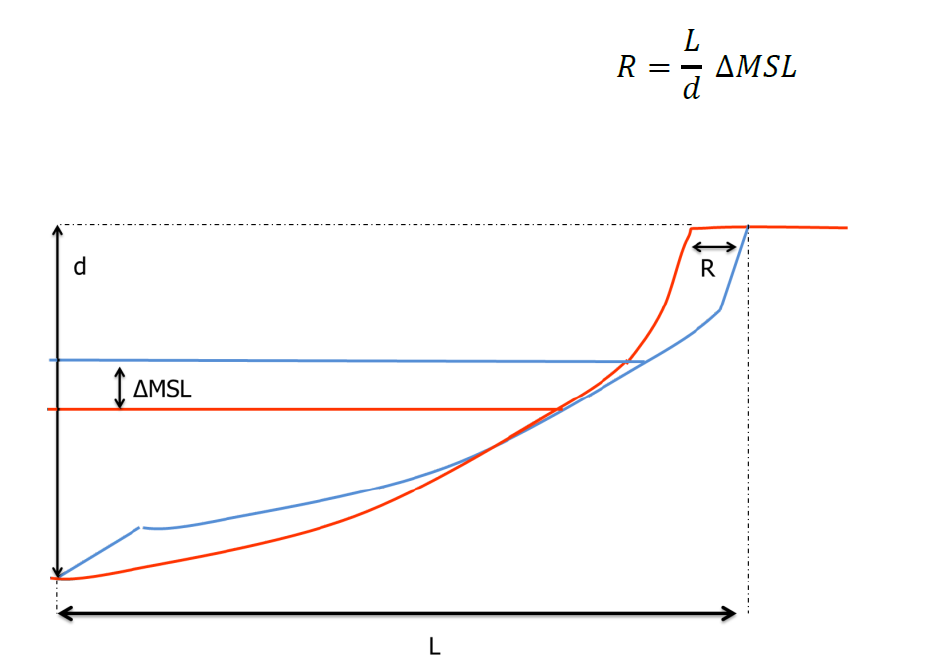 R = L/d ΔMSL
d
R
ΔMSL
L